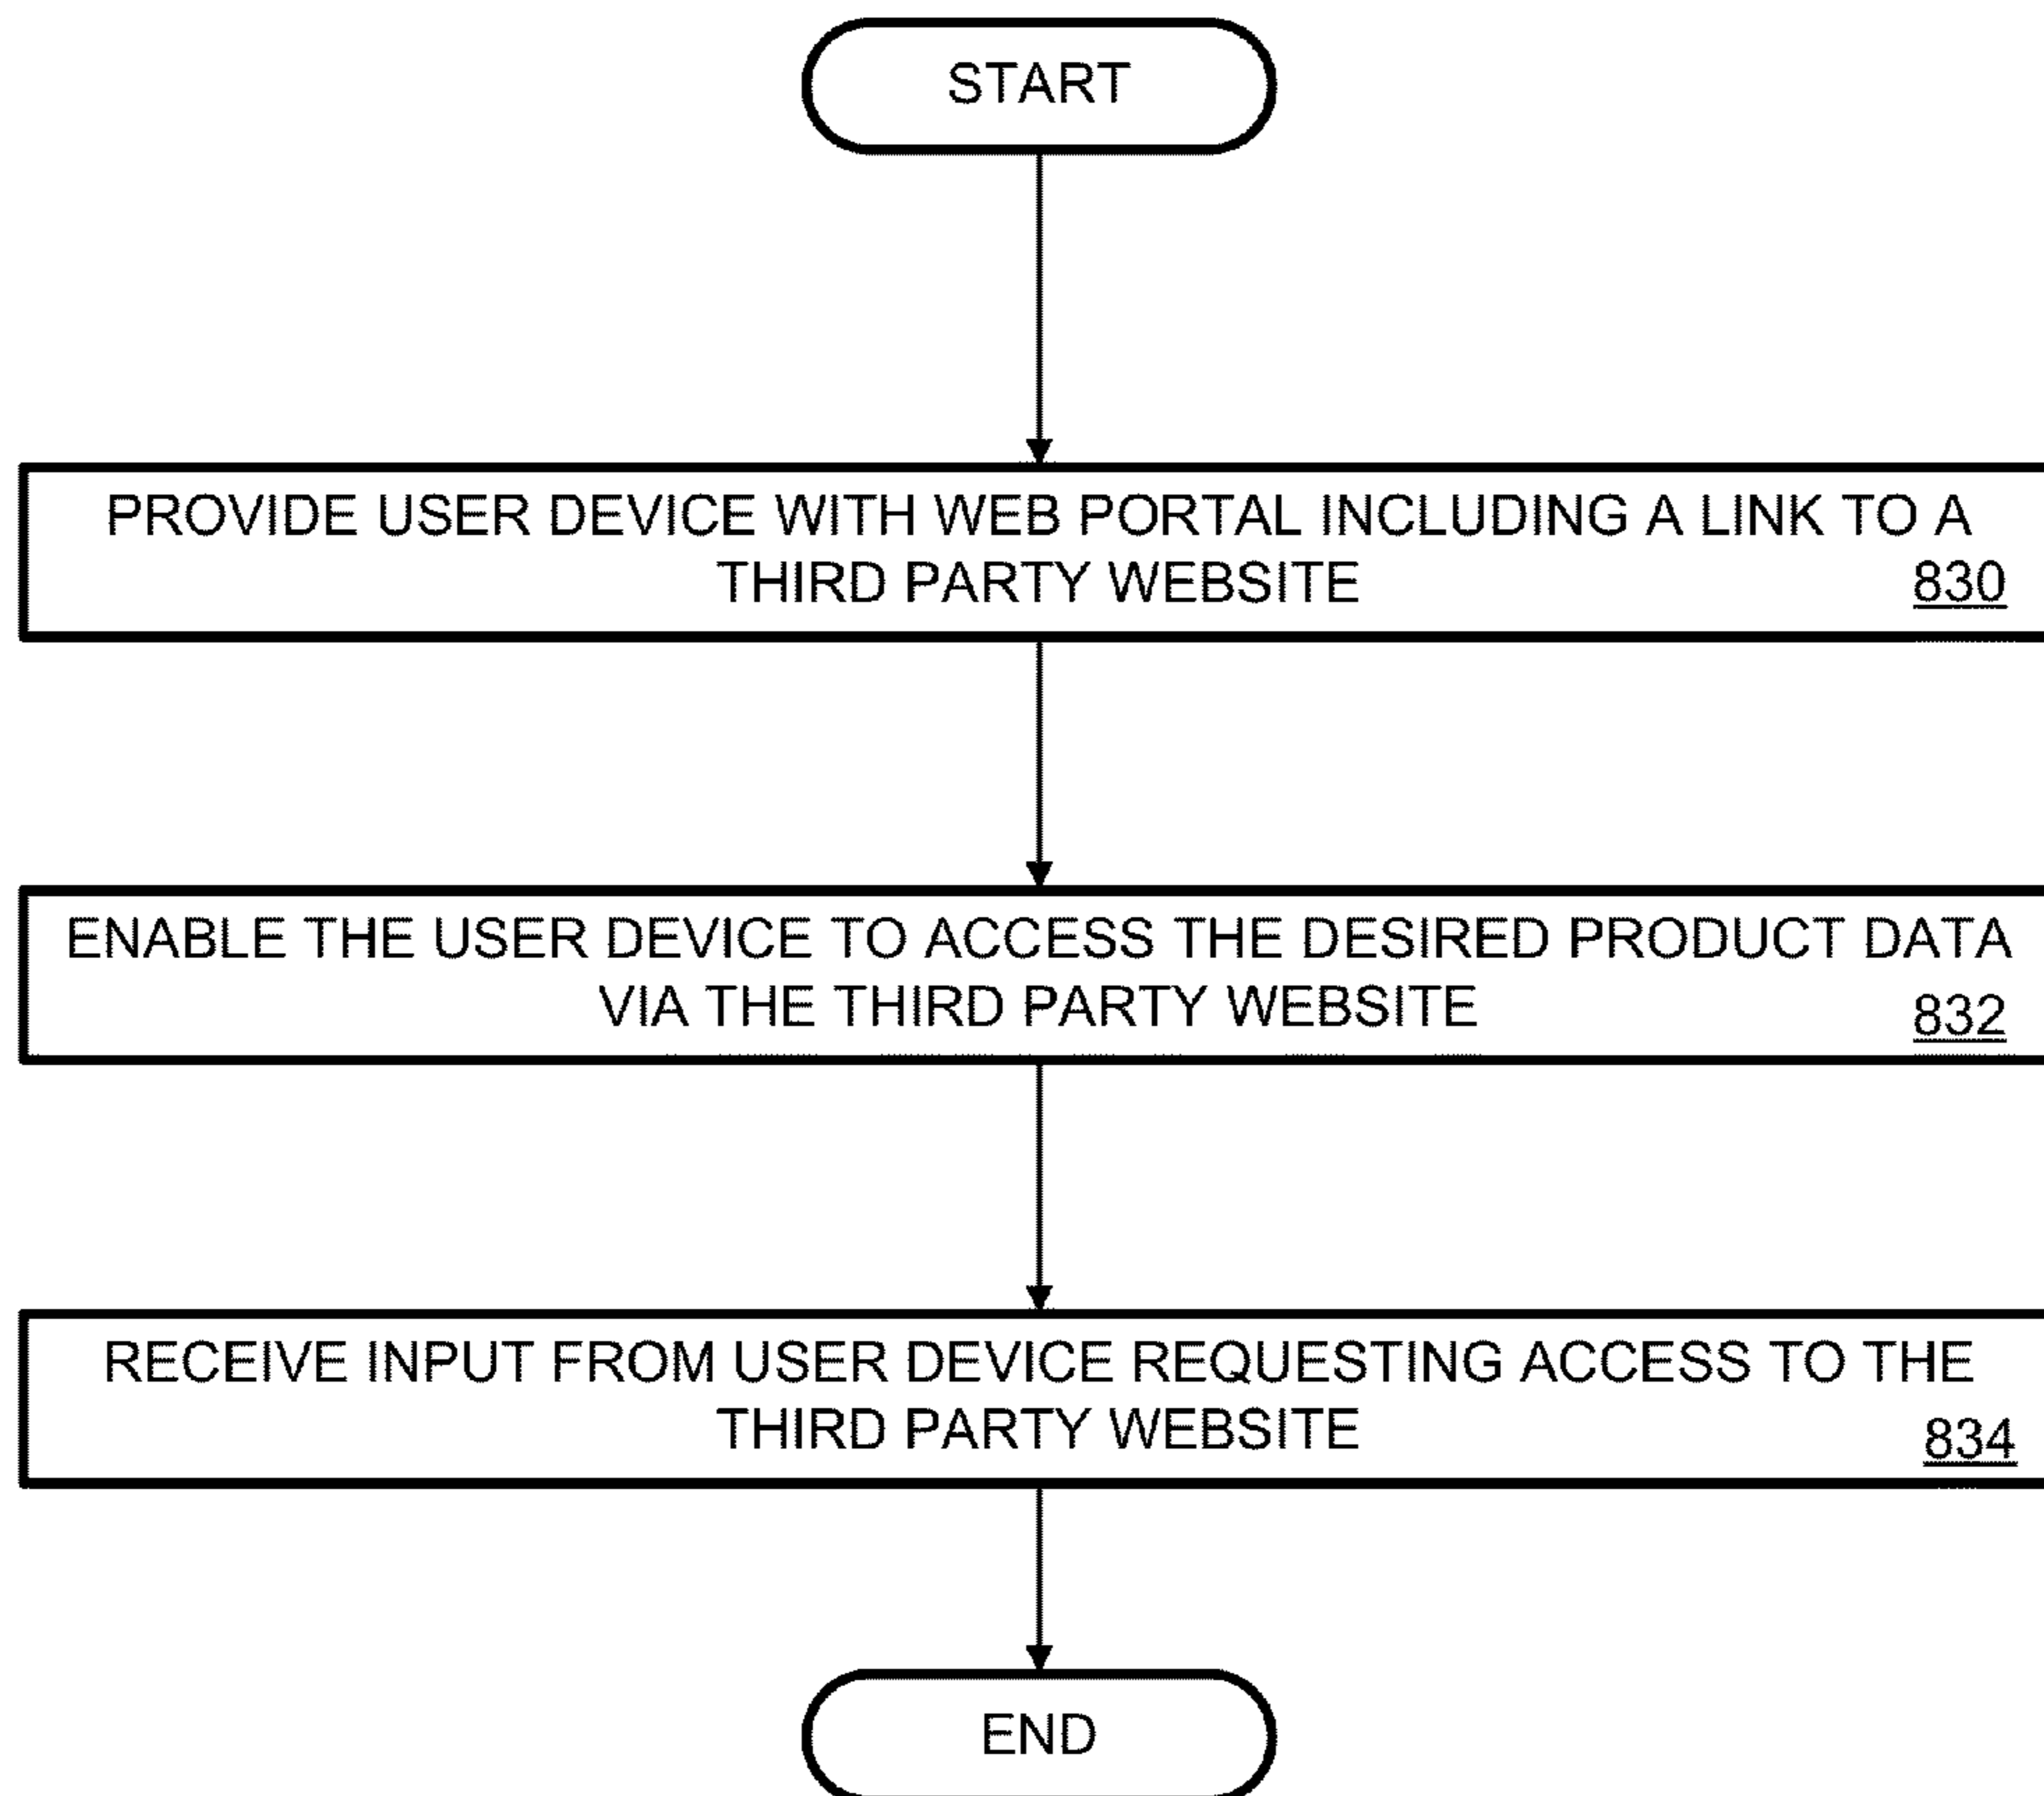 START
PROVIDE USER DEVICE WITH WEB PORTAL INCLUDING A LINK TO A
THIRD PARTY WEBSITE
830
ENABLE THE USER DEVICE TO ACCESS THE DESIRED PRODUCT DATA
VIA THE THIRD PARTY WEBSITE
832
RECEIVE INPUT FROM USER DEVICE REQUESTING ACCESS TO THE
THIRD PARTY WEBSITE
834
END